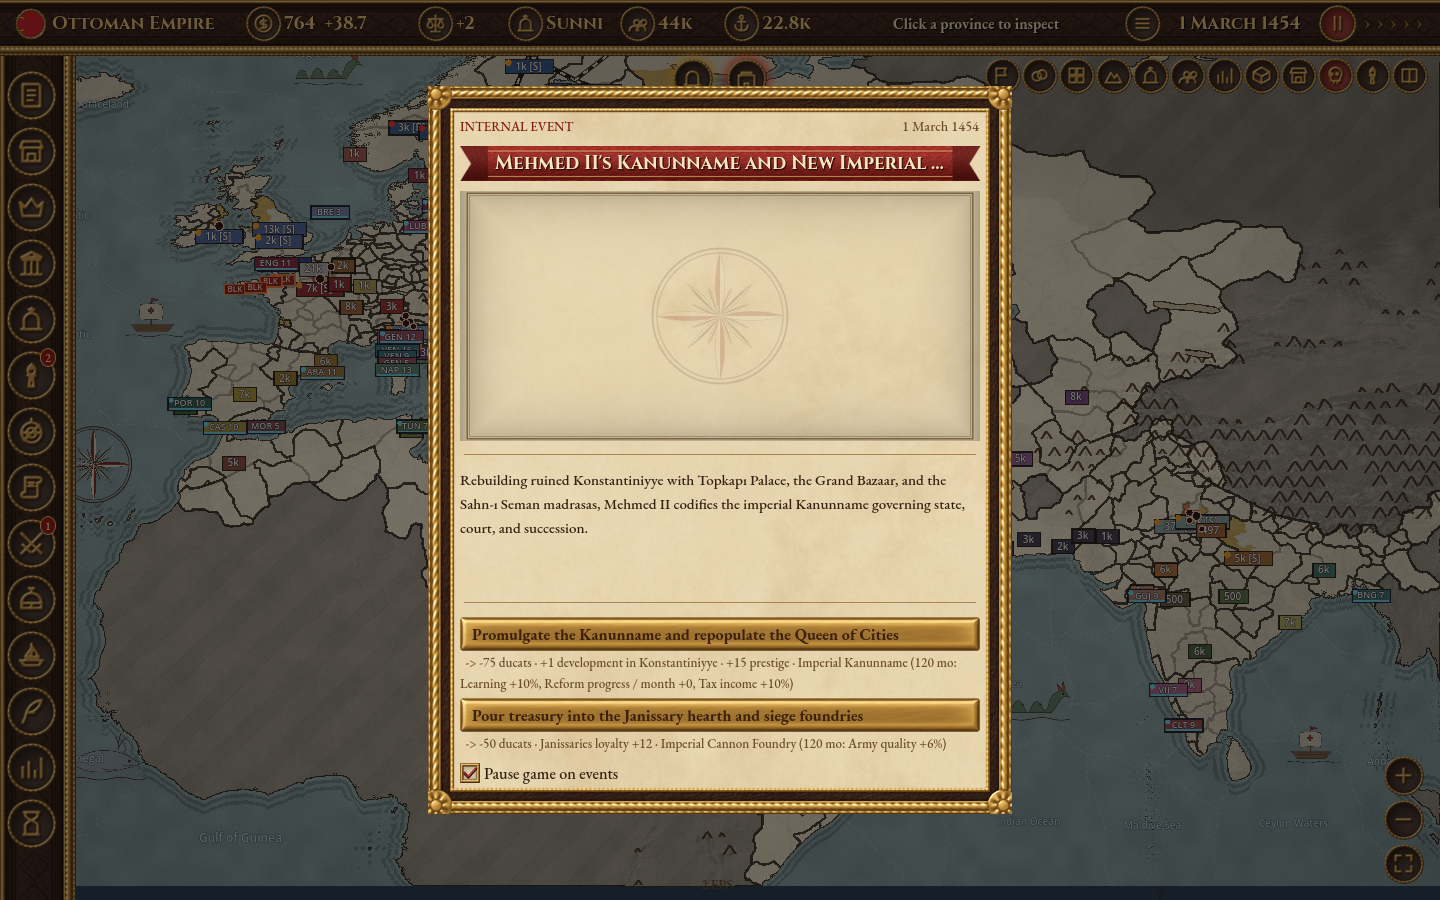 Ottoman Empire 764 +38.7 +2 Sunni 44K 22.8K Click a province to inspect 1 March 1454
INTERNAL EVENT 1 March 1454
Mehmed II's Kanunname and New Imperial ...
Rebuilding ruined Konstantiniyye with Topkapı Palace, the Grand Bazaar, and the
Sahn-ı Seman madrasas, Mehmed II codifies the imperial Kanunname governing state,
court, and succession.
Promulgate the Kanunname and repopulate the Queen of Cities
-> -75 ducats · +1 development in Konstantiniyye · +15 prestige · Imperial Kanunname (120 mo:
Learning +10%, Reform progress / month +0, Tax income +10%)
Pour treasury into the Janissary hearth and siege foundries
-> -50 ducats · Janissaries loyalty +12 · Imperial Cannon Foundry (120 mo: Army quality +6%)
Pause game on events
2
1
1k [S]
1k
1k
BRE 3
13k [S]
1k [S]
2k [S]
ENG 11
2k
BLK
BLK
BLK
1k
1k
8k
3k
GEN 12
NAP 13
6k
ARA 11
2k
7k
POR 10
CAS 10
MOR 5
5k
8k
5k
3k
2k
3k
1k
5k [S]
6k
6k
GUJ 9
500
500
BNG 7
7k
VIJ 7
CLT 9
Gulf of Guinea
Indian Ocean
Maldive Sea
Ceylon Waters
2 FPS